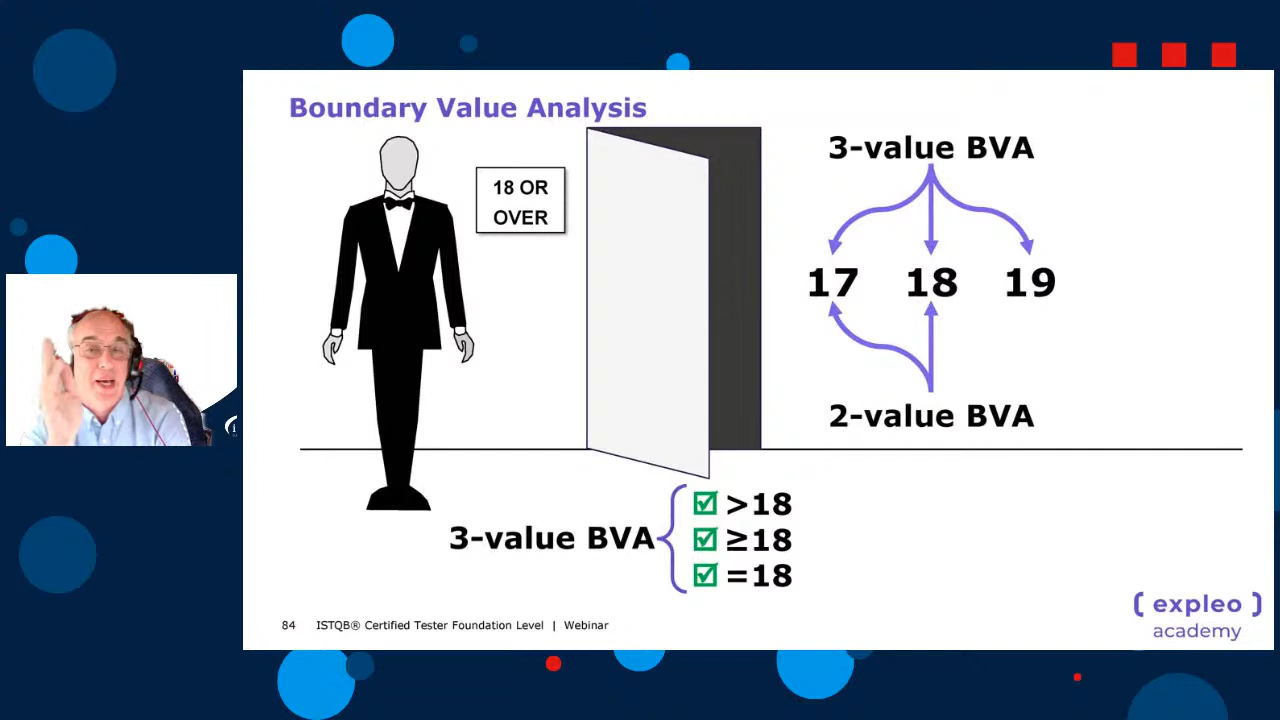 Boundary Value Analysis
18 OR
OVER
3-value BVA
17 18 19
2-value BVA
3-value BVA
>18
≥18
=18
84 ISTQB® Certified Tester Foundation Level | Webinar
( expleo )
academy